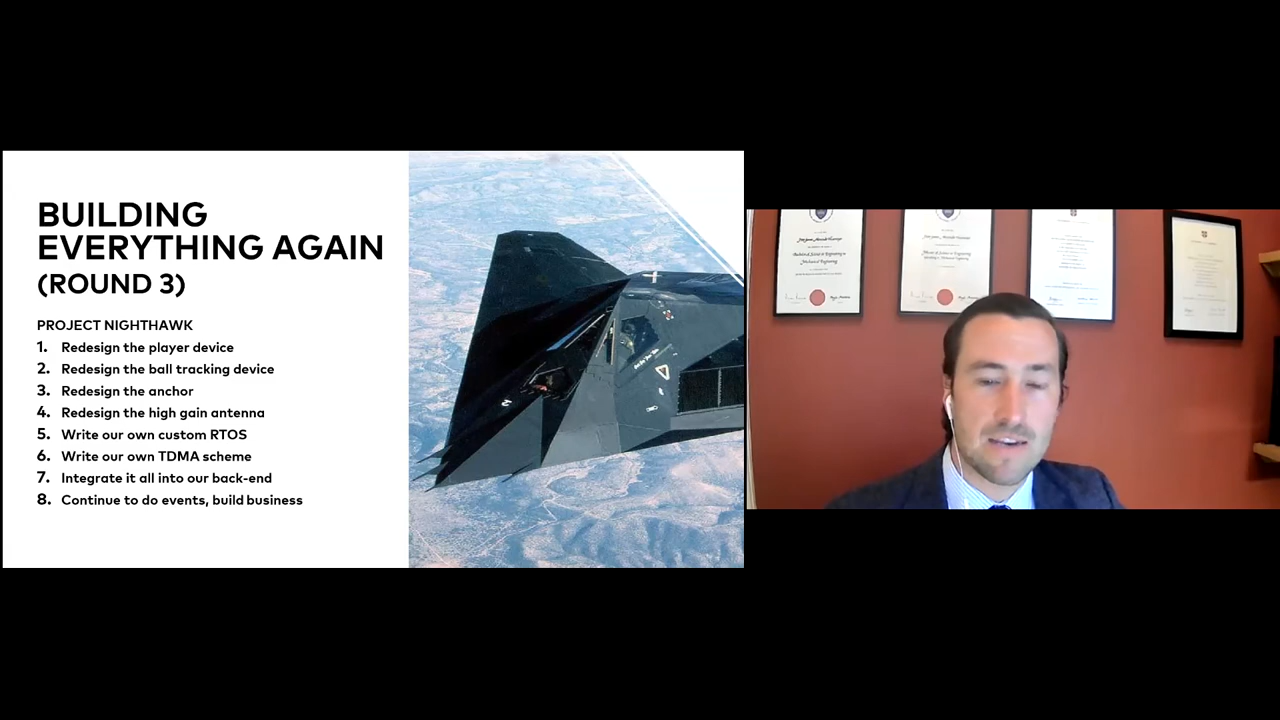 BUILDING
EVERYTHING AGAIN
(ROUND 3)
PROJECT NIGHTHAWK
1. Redesign the player device
2. Redesign the ball tracking device
3. Redesign the anchor
4. Redesign the high gain antenna
5. Write our own custom RTOS
6. Write our own TDMA scheme
7. Integrate it all into our back-end
8. Continue to do events, build business
Mechanical Engineering